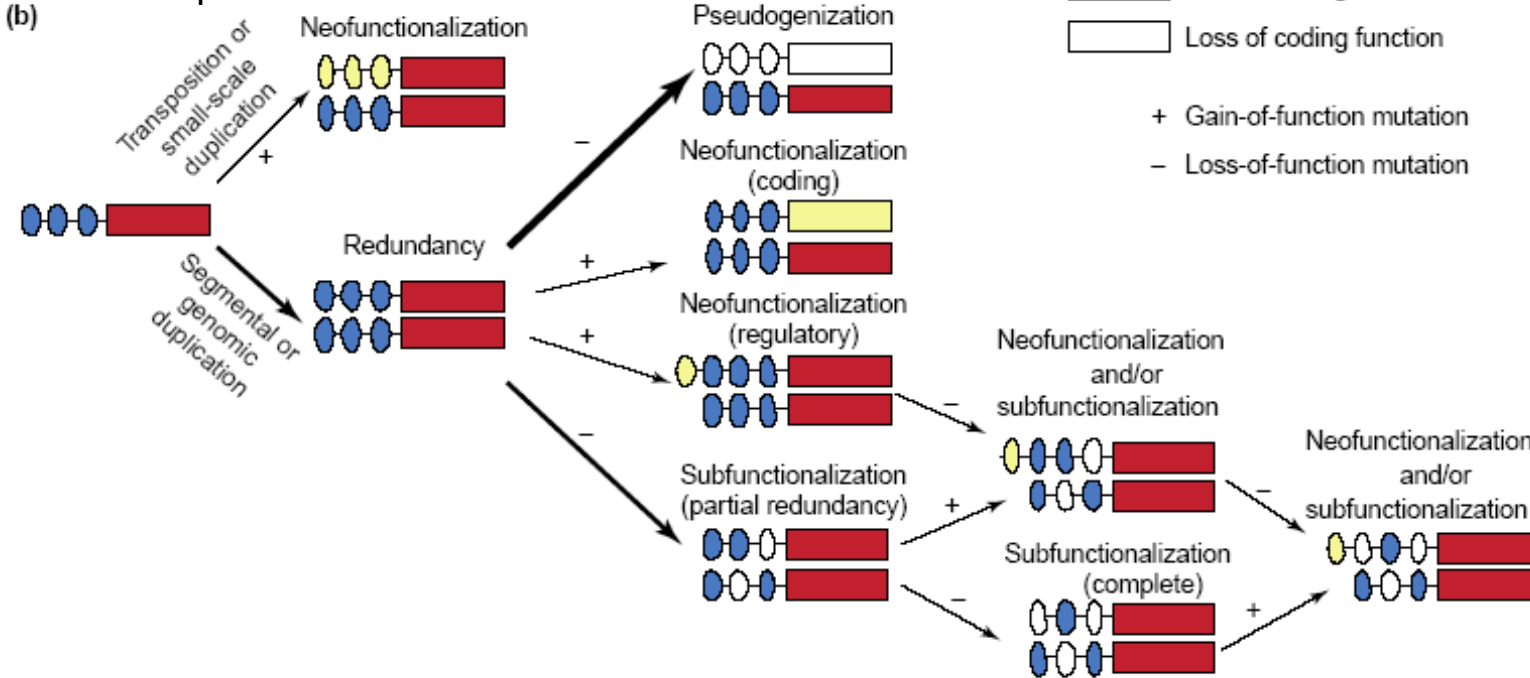 (b)
Neofunctionalization
Transposition or
small-scale
duplication
+
Segmental or
genomic
duplication
Redundancy
Pseudogenization
–
Neofunctionalization
(coding)
+
Neofunctionalization
(regulatory)
+
–
Subfunctionalization
(partial redundancy)
–
Neofunctionalization
and/or
subfunctionalization
+
–
Subfunctionalization
(complete)
–
Neofunctionalization
and/or
subfunctionalization
+
Loss of coding function
+ Gain-of-function mutation
– Loss-of-function mutation